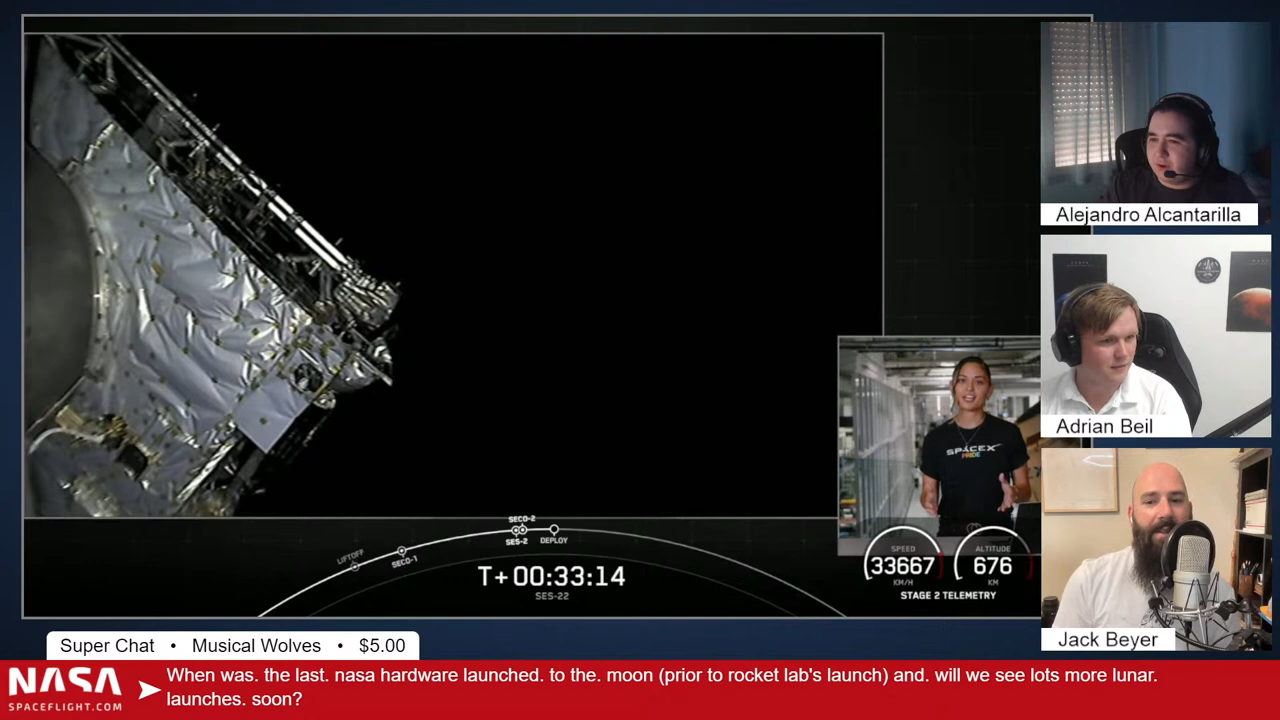 Alejandro Alcantarilla
Adrian Beil
SPACEX
PRIDE
Jack Beyer
LIFTOFF
SECO-1
SECO-2
SES-2
DEPLOY
T+00:33:14
SES-22
SPEED
33667
KM/H
ALTITUDE
676
KM
STAGE 2 TELEMETRY
Super Chat • Musical Wolves • $5.00
NASA
SPACEFLIGHT.COM
When was. the last. nasa hardware launched. to the. moon (prior to rocket lab's launch) and. will we see lots more lunar.
launches. soon?